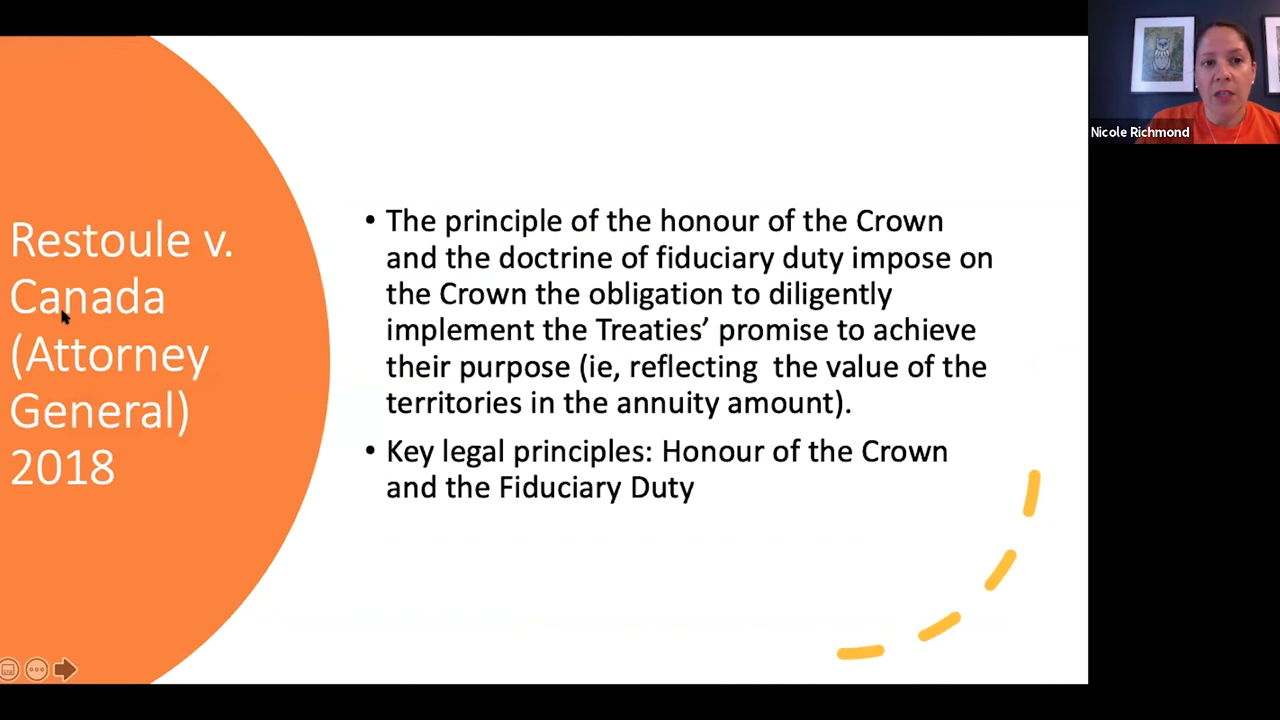 Restoule v.
Canada
(Attorney
General)
2018
• The principle of the honour of the Crown
and the doctrine of fiduciary duty impose on
the Crown the obligation to diligently
implement the Treaties’ promise to achieve
their purpose (ie, reflecting  the value of the
territories in the annuity amount).
• Key legal principles: Honour of the Crown
and the Fiduciary Duty
Nicole Richmond